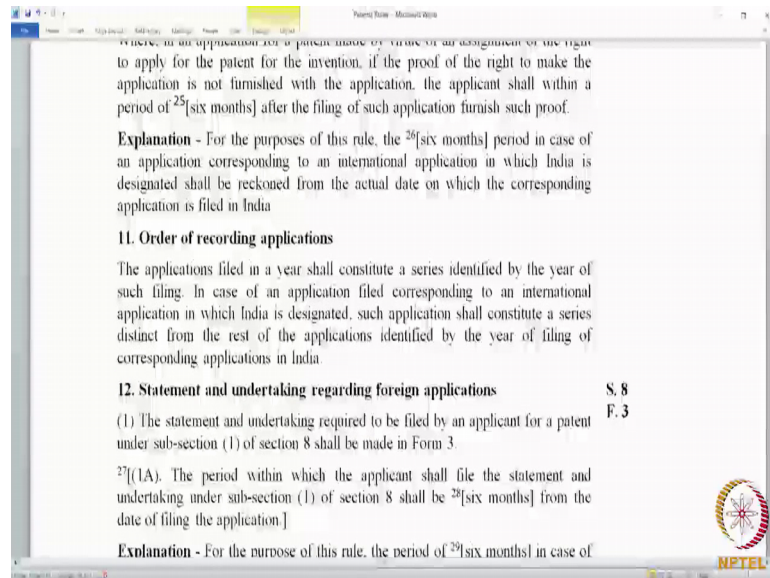 Patents Rules - Microsoft Word
Where, in an application for a patent made by virtue of an assignment of the right
to apply for the patent for the invention, if the proof of the right to make the
application is not furnished with the application, the applicant shall within a
period of 25[six months] after the filing of such application furnish such proof.
Explanation - For the purposes of this rule, the 26[six months] period in case of
an application corresponding to an international application in which India is
designated shall be reckoned from the actual date on which the corresponding
application is filed in India
11. Order of recording applications
The applications filed in a year shall constitute a series identified by the year of
such filing. In case of an application filed corresponding to an international
application in which India is designated, such application shall constitute a series
distinct from the rest of the applications identified by the year of filing of
corresponding applications in India
12. Statement and undertaking regarding foreign applications S. 8
F. 3
(1) The statement and undertaking required to be filed by an applicant for a patent
under sub-section (1) of section 8 shall be made in Form 3.
27[(1A). The period within which the applicant shall file the statement and
undertaking under sub-section (1) of section 8 shall be 28[six months] from the
date of filing the application.]
Explanation - For the purpose of this rule, the period of 29[six months] in case of
NPTEL